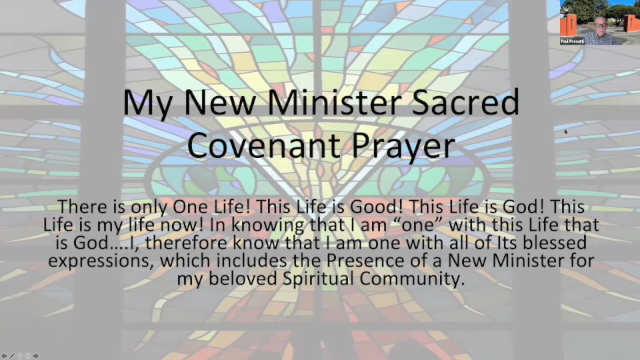 Paul Pressetti
My New Minister Sacred
Covenant Prayer
There is only One Life! This Life is Good! This Life is God! This
Life is my life now! In knowing that I am “one” with this Life that
is God….I, therefore know that I am one with all of Its blessed
expressions, which includes the Presence of a New Minister for
my beloved Spiritual Community.